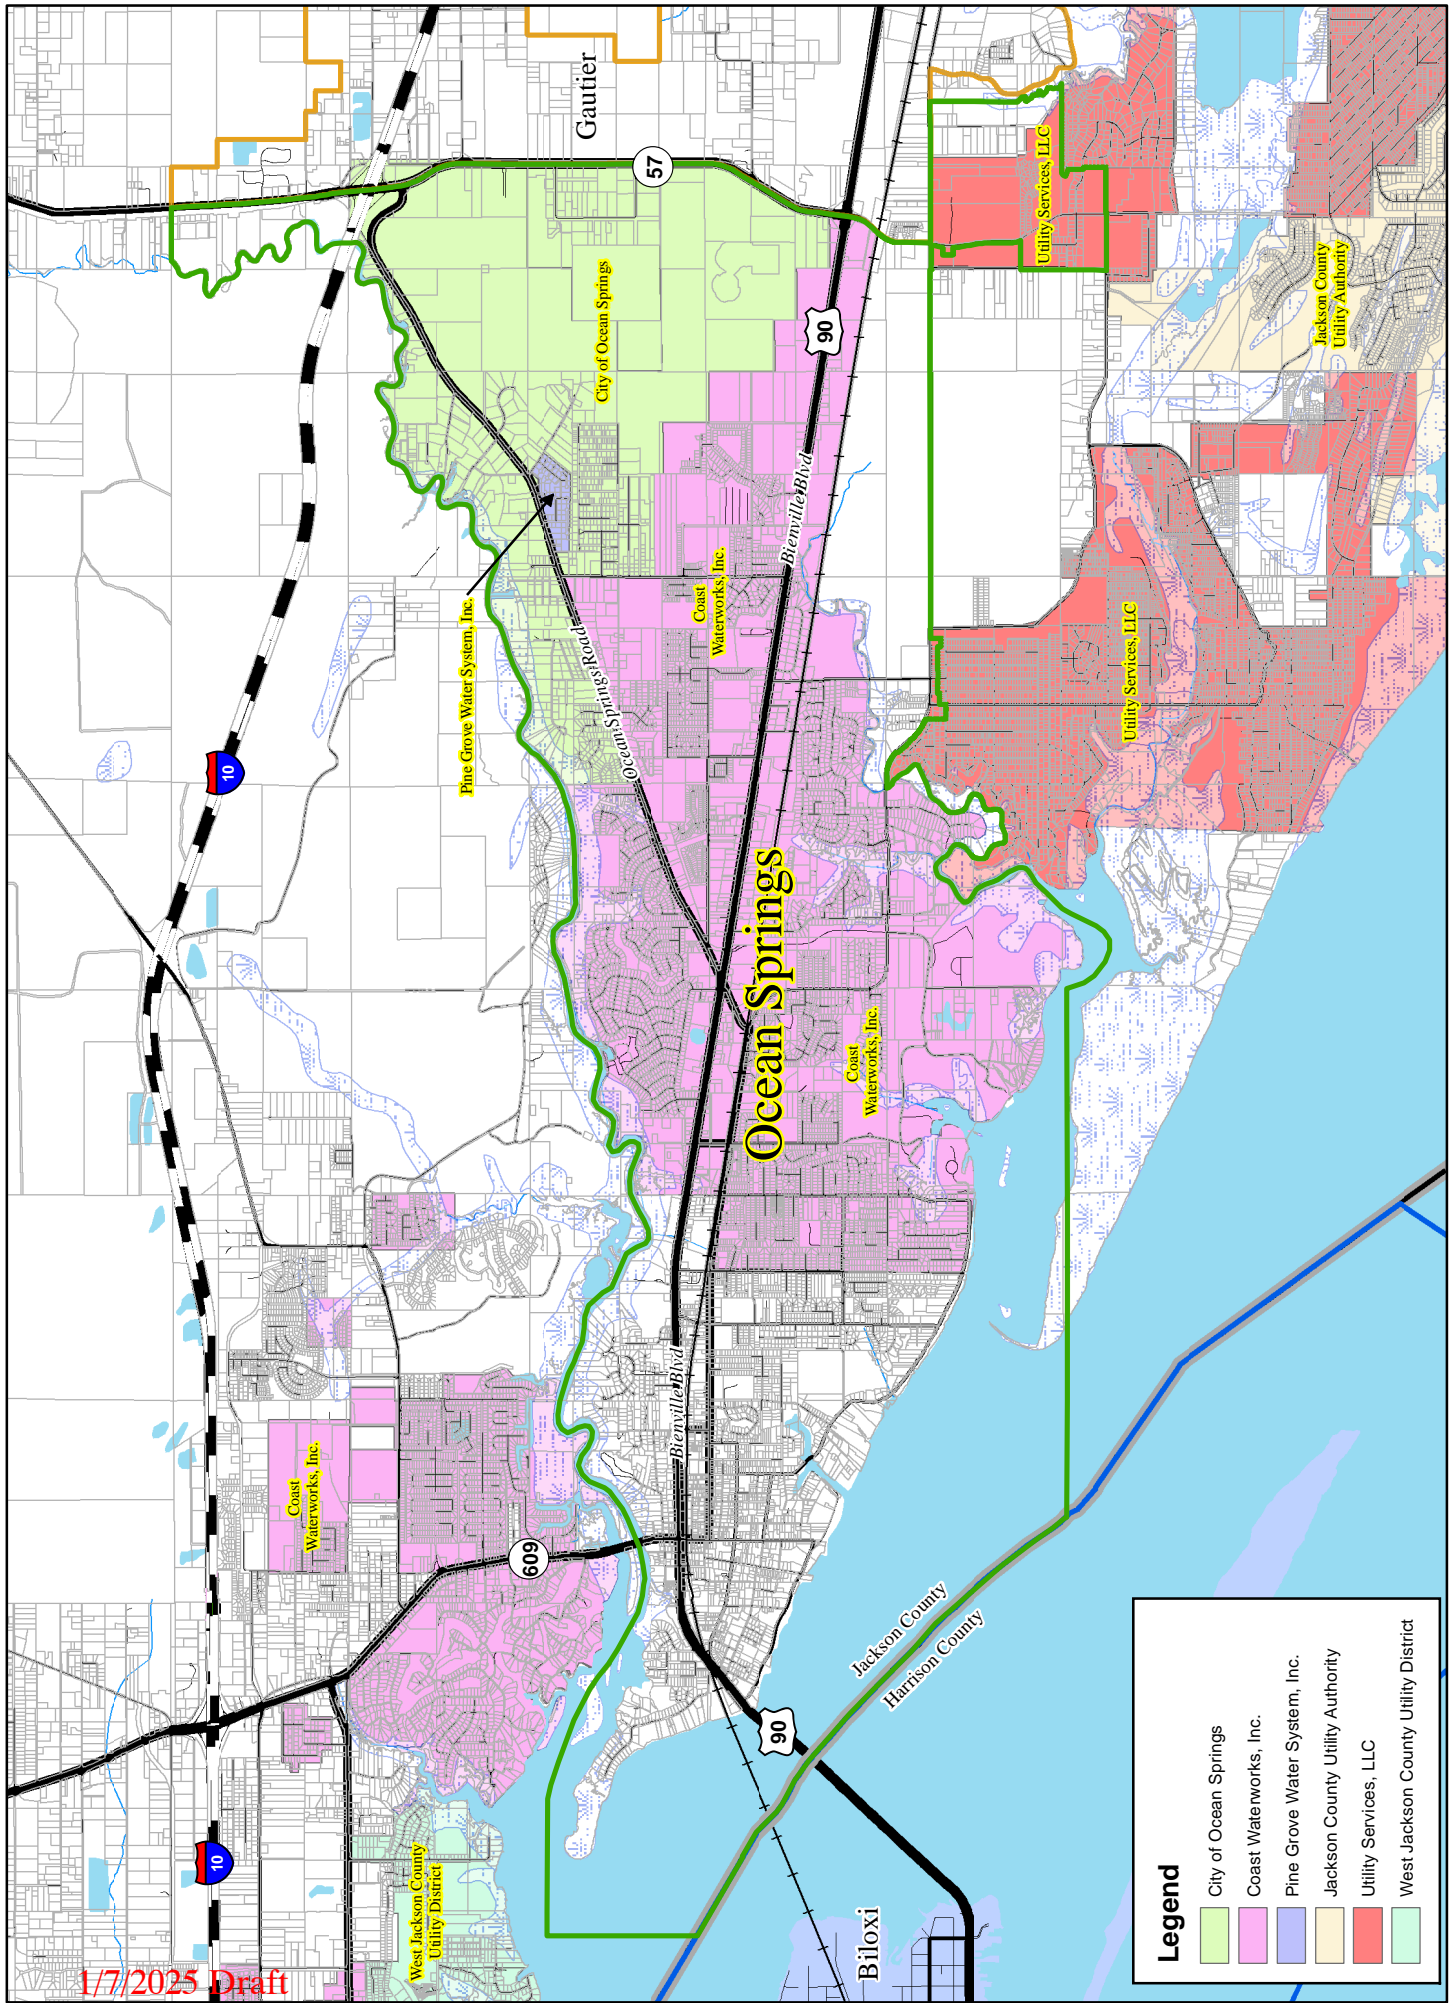 1/7/2025 Draft
Gautier
57
City of Ocean Springs
Utility Services, LLC
Jackson County
Utility Authority
90
Bienville Blvd
Pine Grove Water System, Inc.
Coast
Waterworks, Inc.
Ocean Springs Road
Utility Services, LLC
10
Ocean Springs
Coast
Waterworks, Inc.
Bienville Blvd
Coast
Waterworks, Inc.
609
Jackson County
Harrison County
90
10
West Jackson County
Utility District
Biloxi
Legend
City of Ocean Springs
Coast Waterworks, Inc.
Pine Grove Water System, Inc.
Jackson County Utility Authority
Utility Services, LLC
West Jackson County Utility District